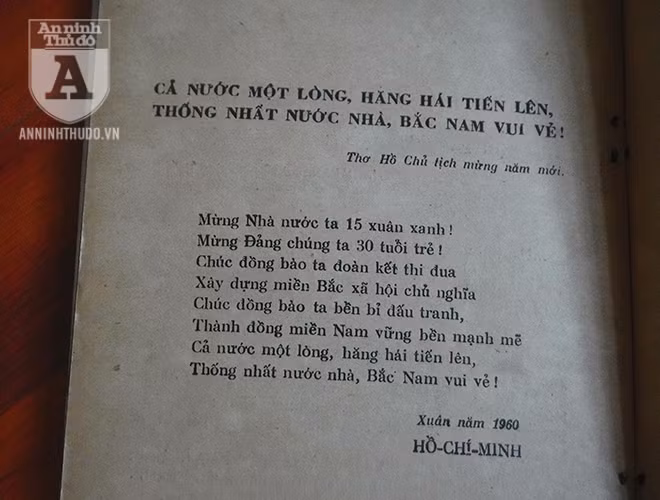 An ninh
Thủ đô
A
ANNINHTHUDO.VN
CẢ NƯỚC MỘT LÒNG, HĂNG HÁI TIẾN LÊN,
THỐNG NHẤT NƯỚC NHÀ, BẮC NAM VUI VẺ !
Thơ Hồ Chủ tịch mừng năm mới.
Mừng Nhà nước ta 15 xuân xanh !
Mừng Đảng chúng ta 30 tuổi trẻ !
Chúc đồng bào ta đoàn kết thi đua
Xây dựng miền Bắc xã hội chủ nghĩa
Chúc đồng bào ta bền bỉ đấu tranh,
Thành đồng miền Nam vững bền mạnh mẽ
Cả nước một lòng, hăng hái tiến lên,
Thống nhất nước nhà, Bắc Nam vui vẻ !
Xuân năm 1960
HỒ-CHÍ-MINH